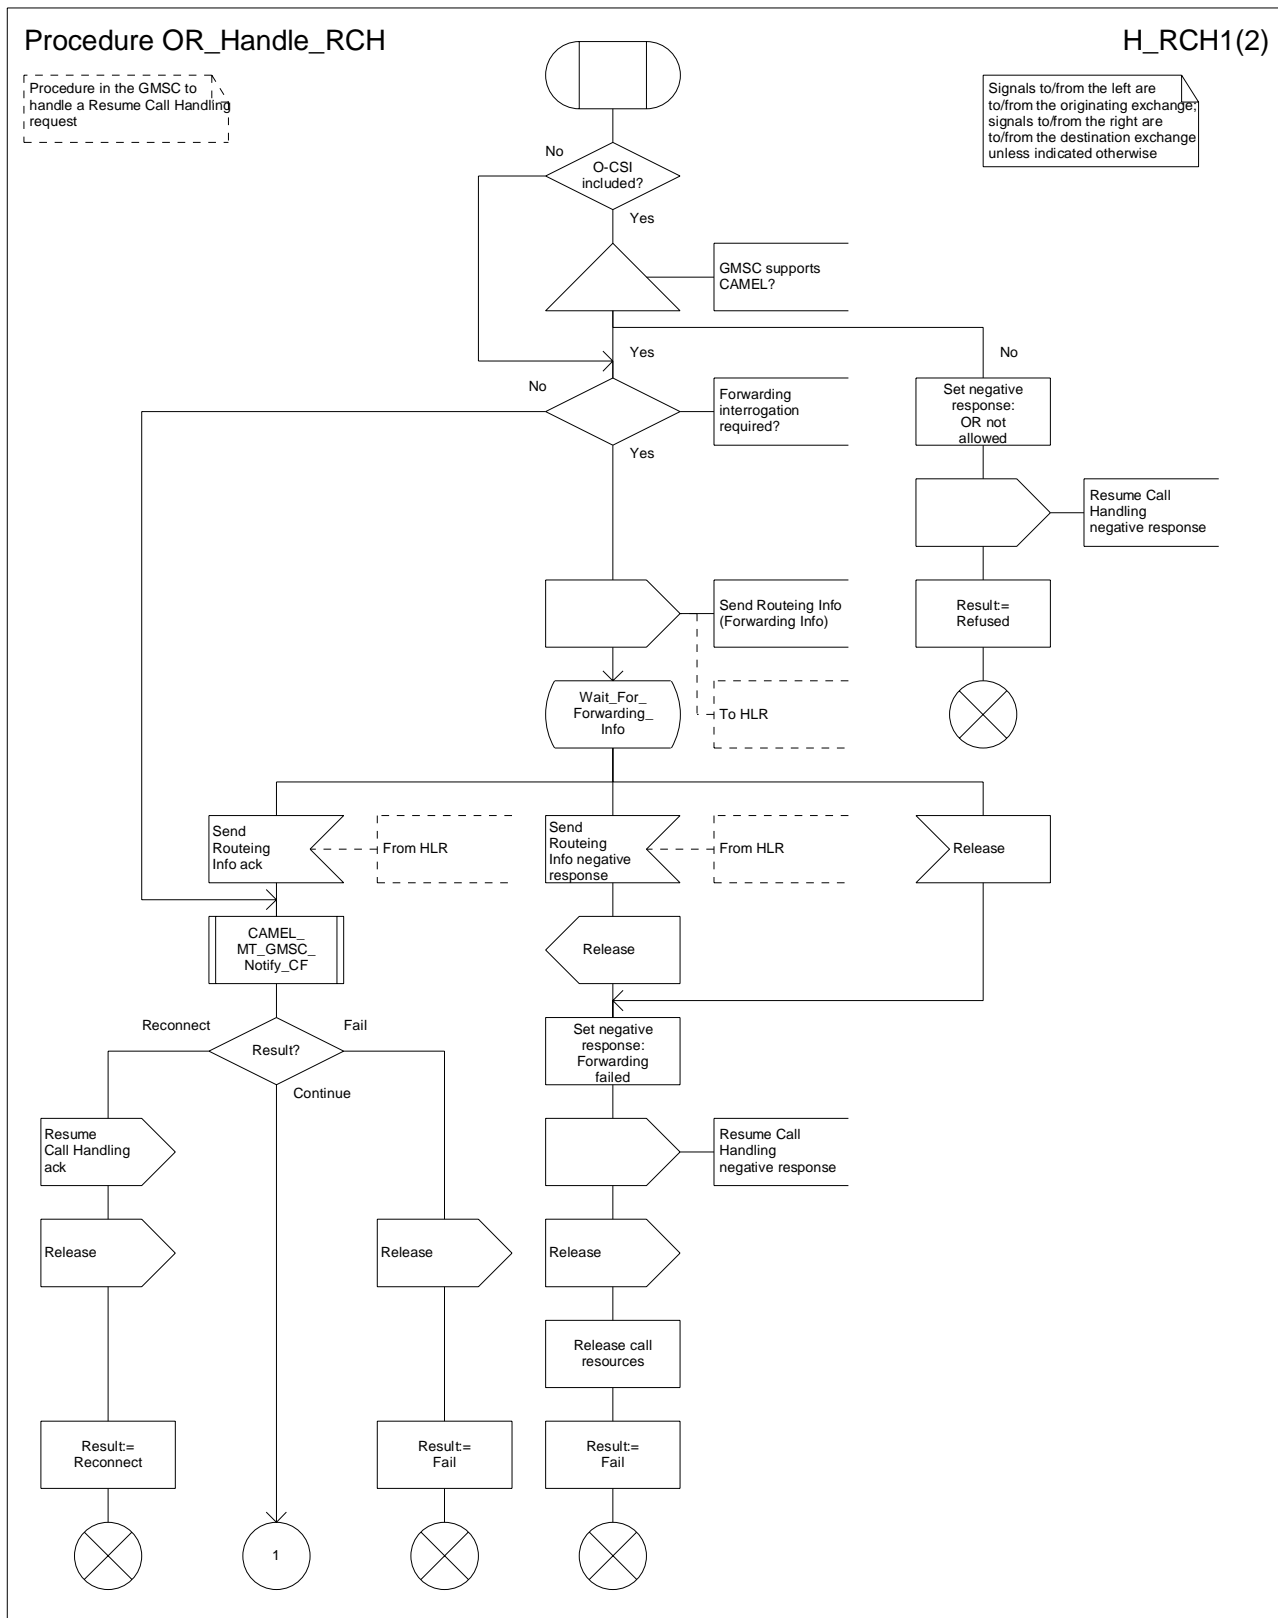 Procedure OR_Handle_RCH
H_RCH1(2)
Procedure in the GMSC to
handle a Resume Call Handling
request
Signals to/from the left are
to/from the originating exchange;
signals to/from the right are
to/from the destination exchange
unless indicated otherwise
No
O-CSI
included?
Yes
GMSC supports
CAMEL?
Yes
No
No
Forwarding
interrogation
required?
Set negative
response:
OR not
allowed
Yes
Resume Call
Handling
negative response
Send Routeing Info
(Forwarding Info)
Result:=
Refused
Wait_For_
Forwarding_
Info
To HLR
Send
Routeing
Info ack
From HLR
Send
Routeing
Info negative
response
From HLR
Release
CAMEL_
MT_GMSC_
Notify_CF
Release
Reconnect
Result?
Fail
Continue
Set negative
response:
Forwarding
failed
Resume
Call Handling
ack
Resume Call
Handling
negative response
Release
Release
Release
Release call
resources
Result:=
Reconnect
Result:=
Fail
Result:=
Fail
1